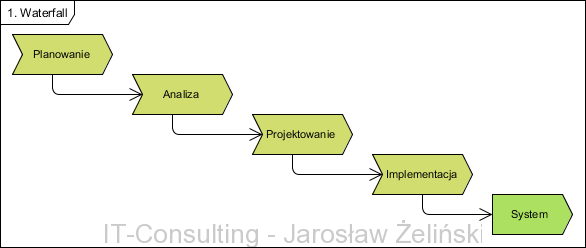 1. Waterfall
Planowanie
Analiza
Projektowanie
Implementacja
System
IT-Consulting - Jarosław Żeliński